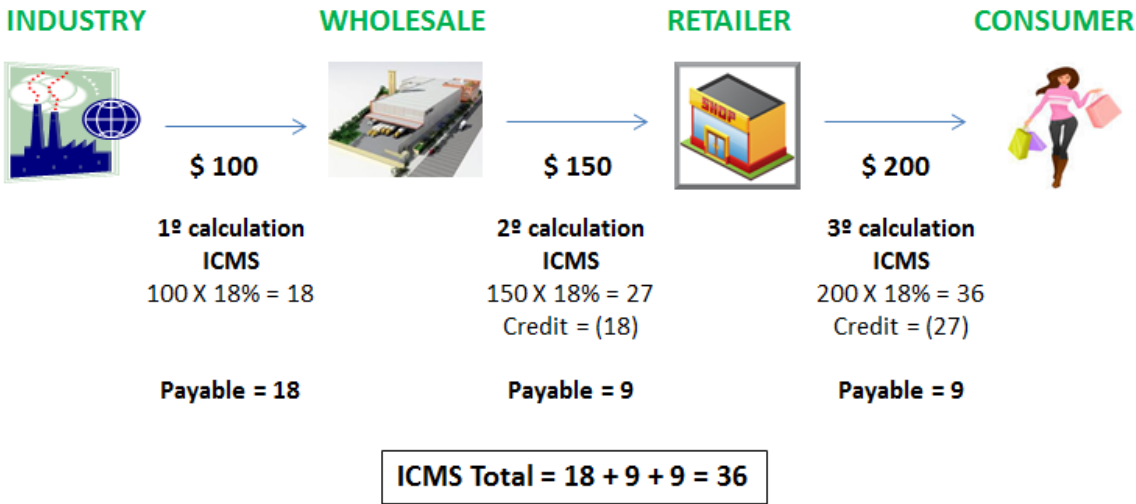 INDUSTRY
WHOLESALE
RETAILER
CONSUMER
SHOP
$ 100
$ 150
$ 200
1º calculation
ICMS
100 X 18% = 18
Payable = 18
2º calculation
ICMS
150 X 18% = 27
Credit = (18)
Payable = 9
3º calculation
ICMS
200 X 18% = 36
Credit = (27)
Payable = 9
ICMS Total = 18 + 9 + 9 = 36